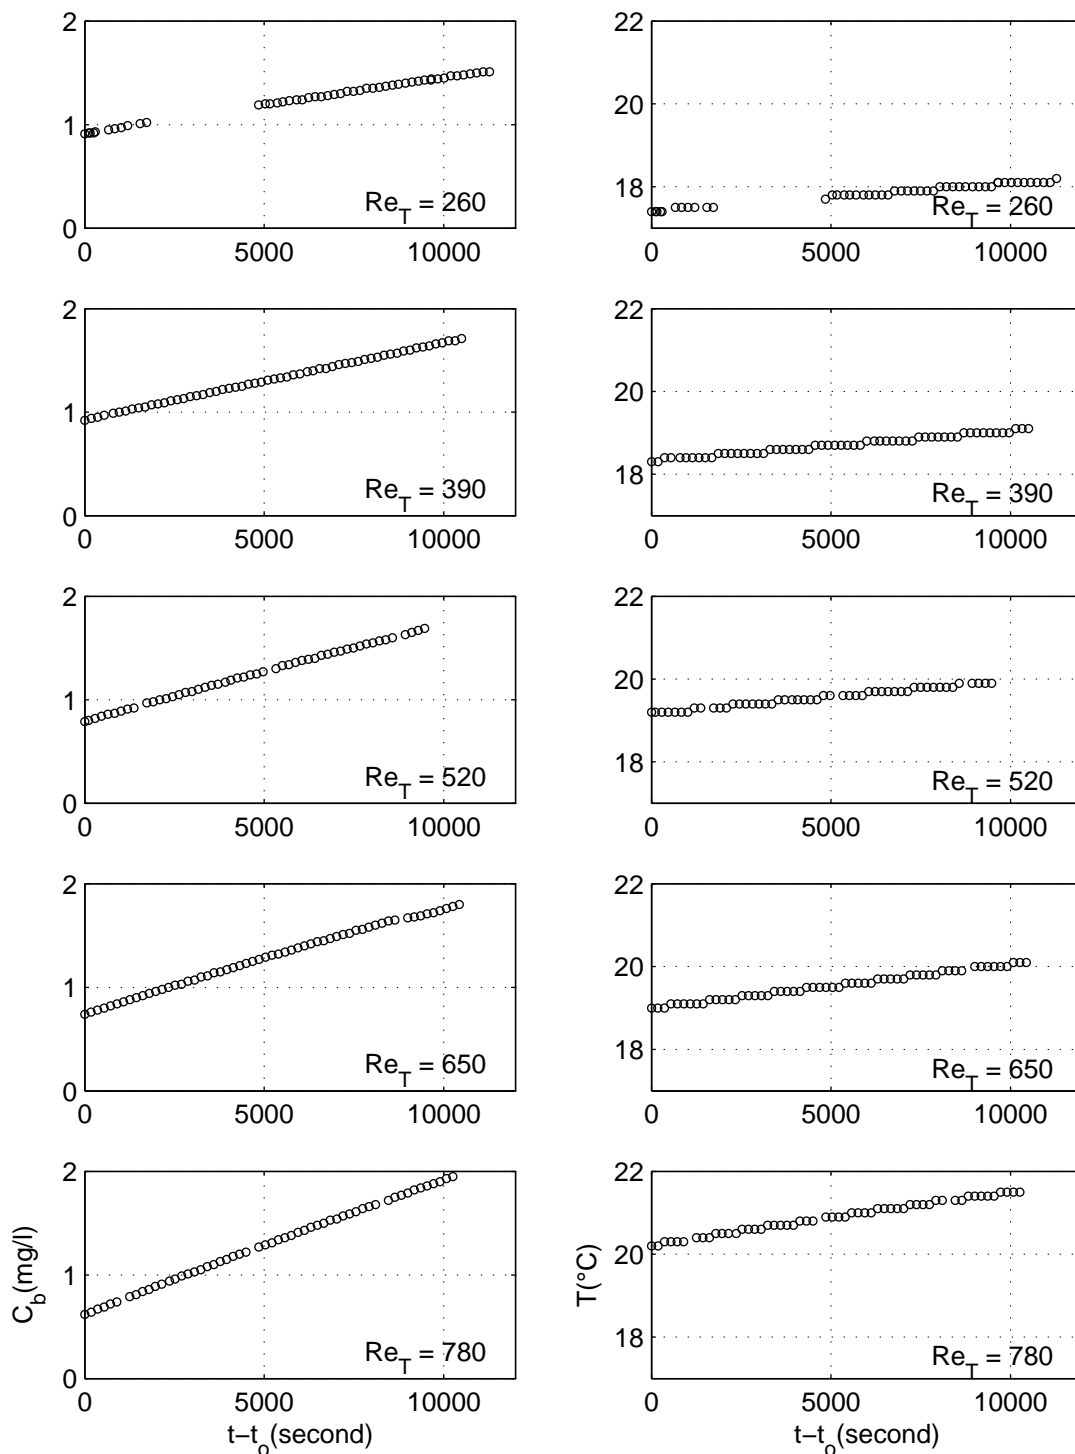 2
1
0
Re_T = 260
0 5000 10000
22
20
18
Re_T = 260
0 5000 10000
2
1
0
Re_T = 390
0 5000 10000
22
20
18
Re_T = 390
0 5000 10000
2
1
0
Re_T = 520
0 5000 10000
22
20
18
Re_T = 520
0 5000 10000
2
1
0
Re_T = 650
0 5000 10000
22
20
18
Re_T = 650
0 5000 10000
2
1
0
C_b(mg/l)
Re_T = 780
0 5000 10000
t−t_o(second)
22
20
18
T(°C)
Re_T = 780
0 5000 10000
t−t_o(second)